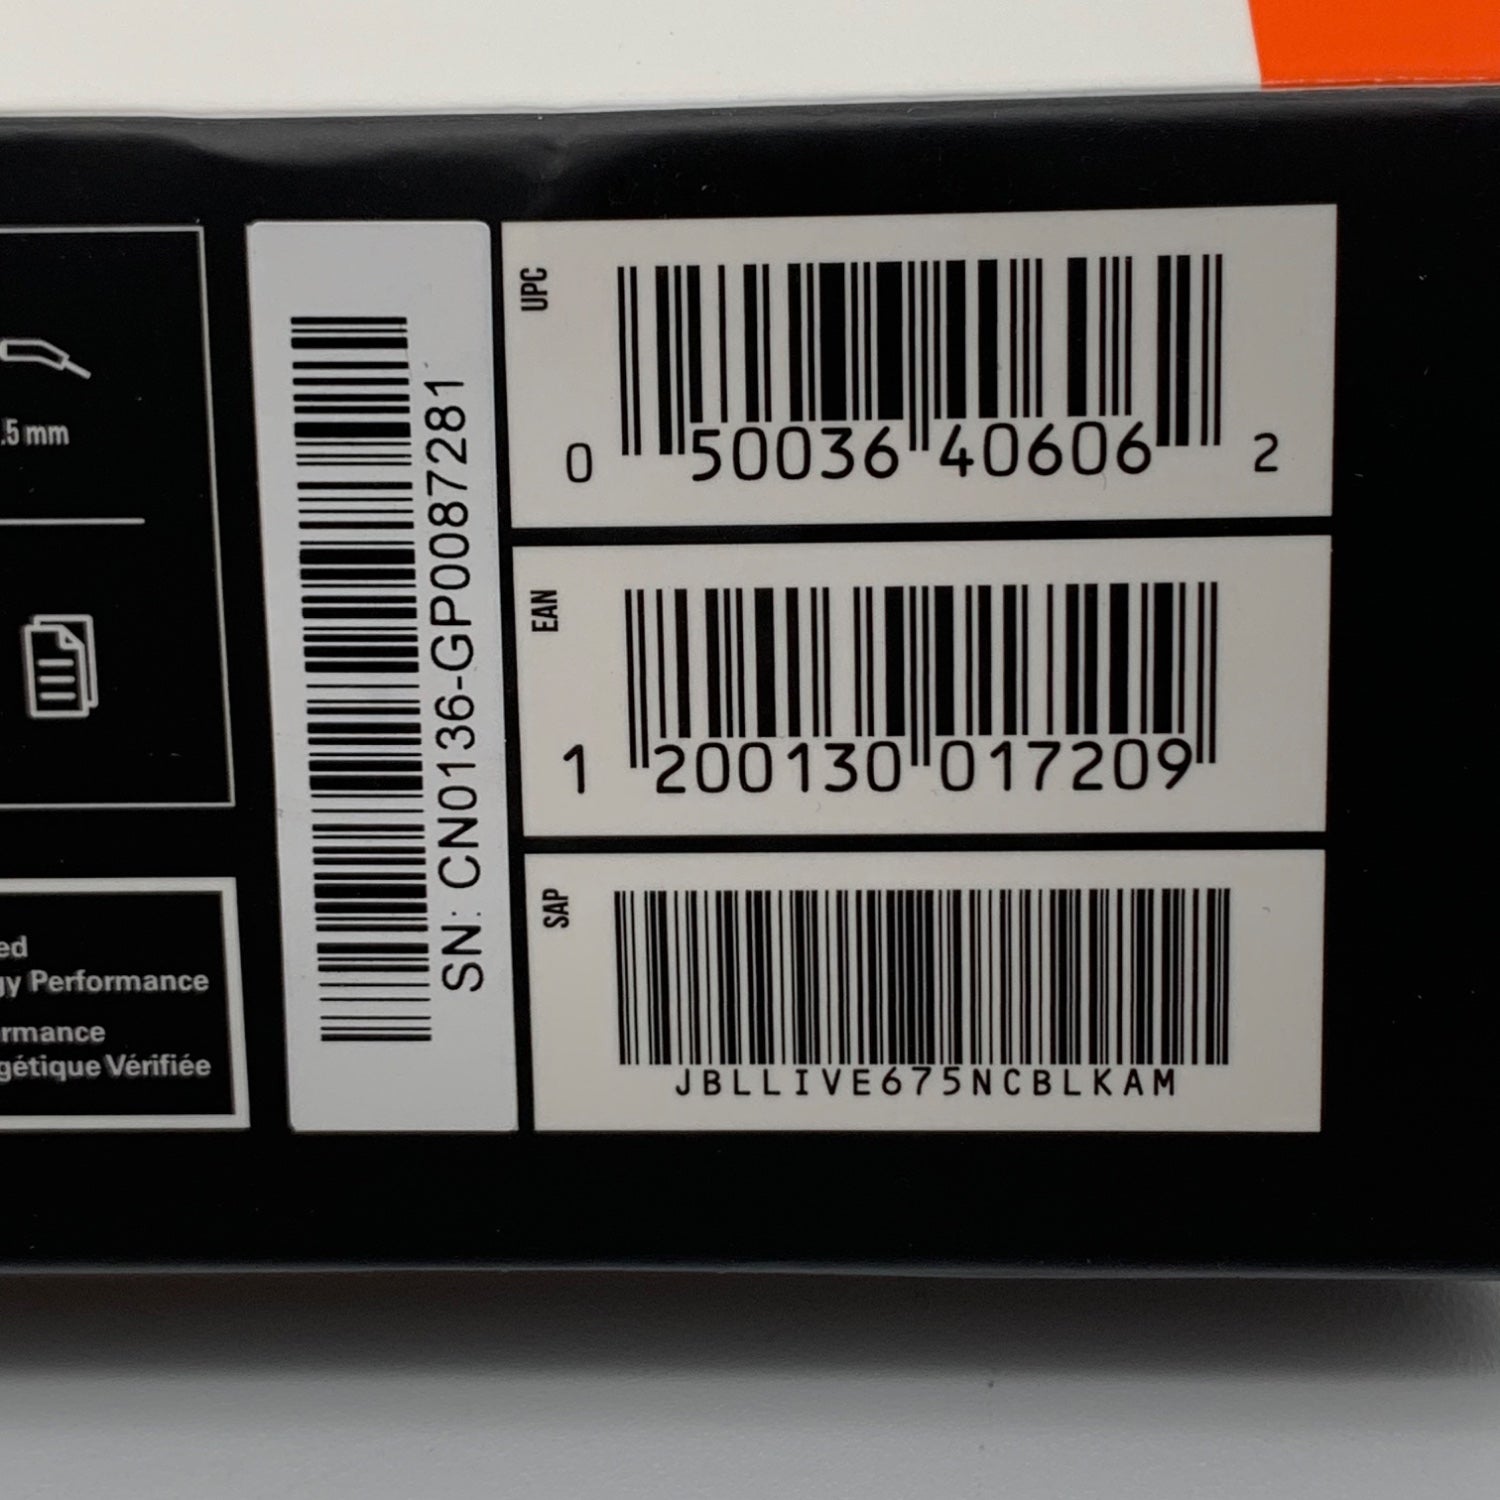 .5 mm
ed
gy Performance
rmance
gétique Vérifiée
SN: CN0136-GP0087281
UPC
0 50036 40606 2
EAN
1 200130 017209
SAP
JBLLIVE675NCBLKAM